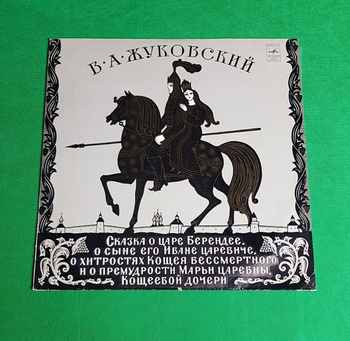 В·А·ЖУКОВСКИЙ
СКАЗКА О ЦАРЕ БЕРЕНДЕЕ,
О СЫНЕ ЕГО ИВАНЕ ЦАРЕВИЧЕ,
О ХИТРОСТЯХ КОЩЕЯ БЕССМЕРТНОГО
И О ПРЕМУДРОСТИ МАРЬИ ЦАРЕВНЫ,
КОЩЕЕВОЙ ДОЧЕРИ